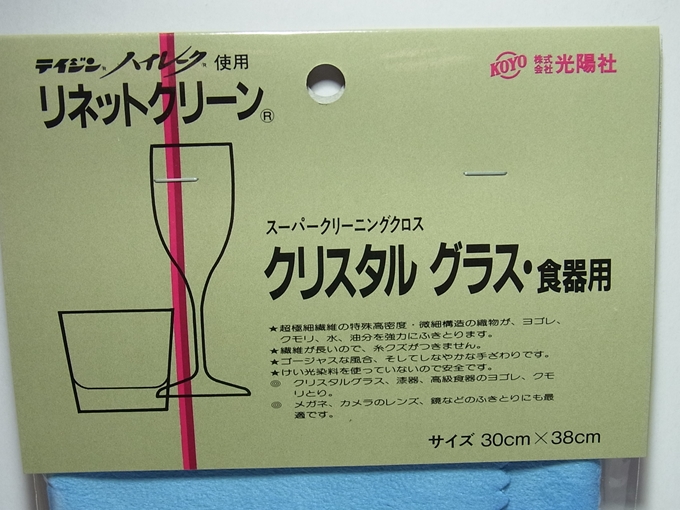 テイジン® ハイレーク® 使用
リネットクリーン®
KOYO 株式会社 光陽社
スーパークリーニングクロス
クリスタル グラス・食器用
★超極細繊維の特殊高密度・微細構造の織物が、ヨゴレ、
クモリ、水、油分を強力にふきとります。
★繊維が長いので、糸クズがつきません。
★ゴージャスな風合、そしてしなやかな手ざわりです。
★けい光染料を使っていないので安全です。
◎ クリスタルグラス、漆器、高級食器のヨゴレ、クモ
リとり。
◎ メガネ、カメラのレンズ、鏡などのふきとりにも最
適です。
サイズ 30cm×38cm